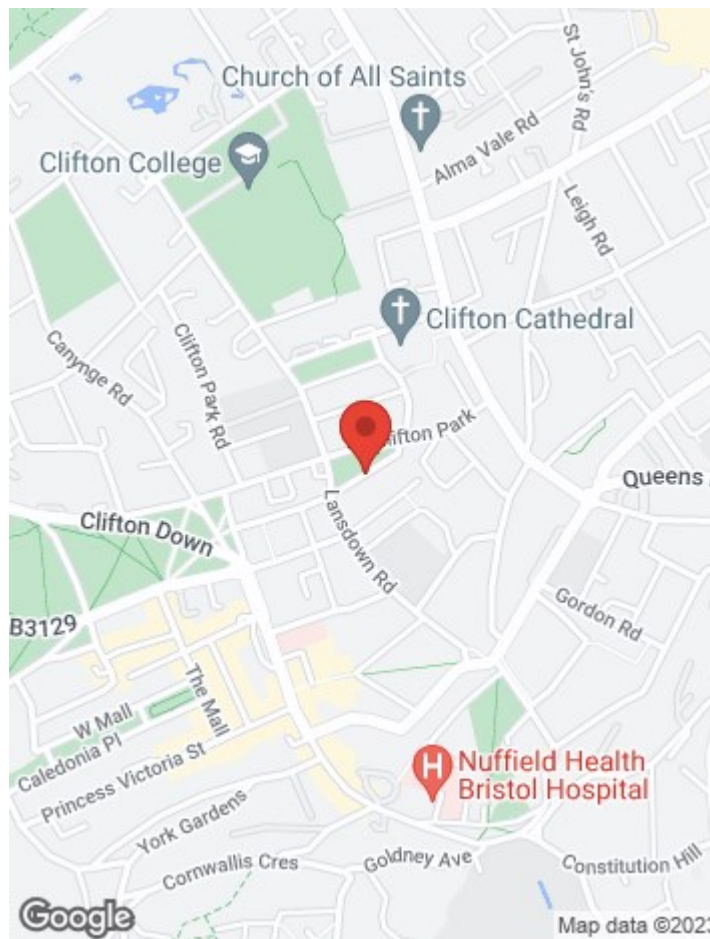 Church of All Saints
St John's Rd
Alma Vale Rd
Clifton College
Leigh Rd
Clifton Cathedral
Canynge Rd
Clifton Park Rd
lifton Park
Queens
Clifton Down
Lansdown Rd
Gordon Rd
B3129
The Mall
W Mall
Caledonia Pl
Princess Victoria St
H
Nuffield Health
Bristol Hospital
York Gardens
Cornwallis Cres
Goldney Ave
Constitution Hill
Google
Map data ©2023